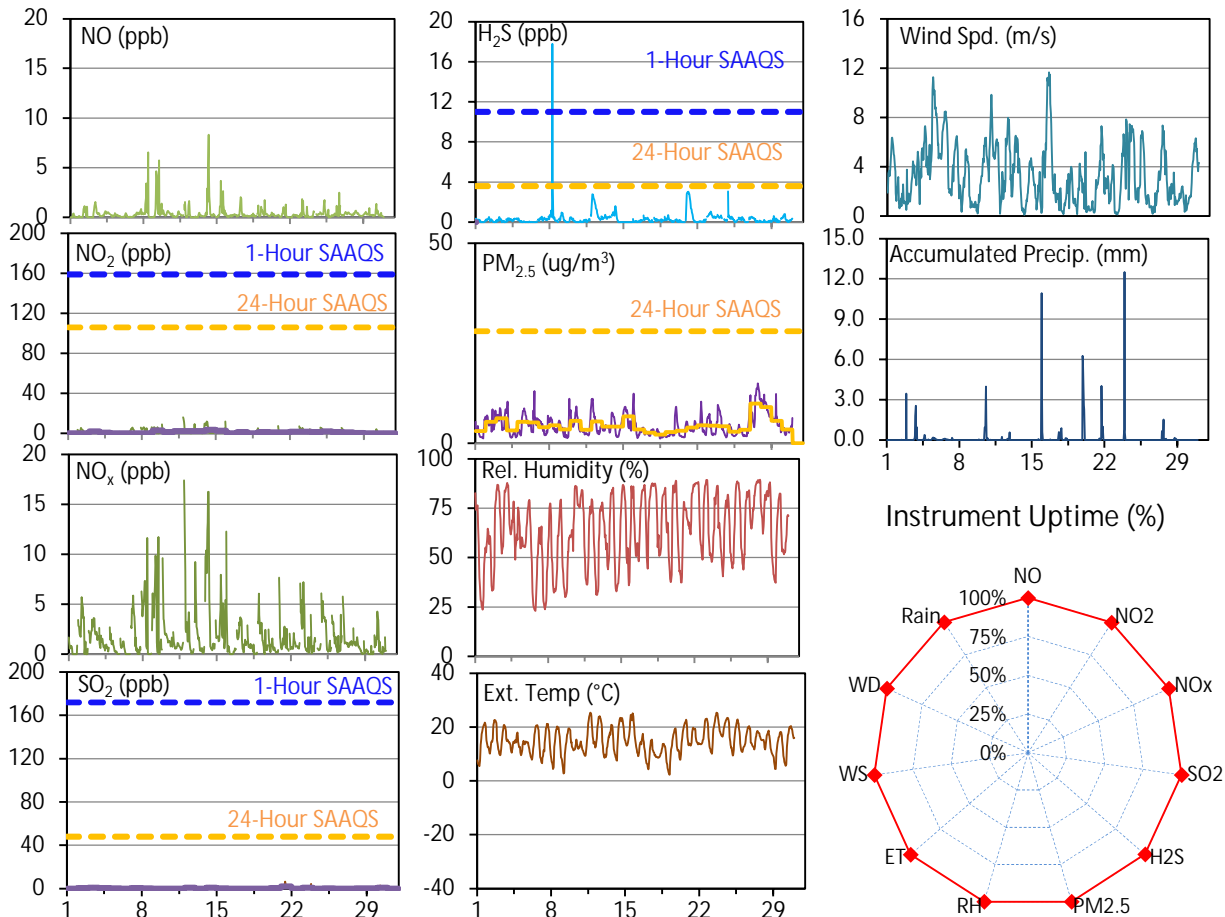 NO (ppb)
20
15
10
5
0
NO2 (ppb)
1-Hour SAAQS
24-Hour SAAQS
200
160
120
80
40
0
NOx (ppb)
20
15
10
5
0
SO2 (ppb)
1-Hour SAAQS
24-Hour SAAQS
200
160
120
80
40
0
1 8 15 22 29
H2S (ppb)
1-Hour SAAQS
24-Hour SAAQS
20
16
12
8
4
0
PM2.5 (ug/m³)
24-Hour SAAQS
50
0
Rel. Humidity (%)
100
75
50
25
0
Ext. Temp (°C)
40
20
0
-20
-40
1 8 15 22 29
Wind Spd. (m/s)
16
12
8
4
0
Accumulated Precip. (mm)
15.0
12.0
9.0
6.0
3.0
0.0
1 8 15 22 29
Instrument Uptime (%)
NO
NO2
NOx
SO2
H2S
PM2.5
RH
ET
WS
WD
Rain
100%
75%
50%
25%
0%